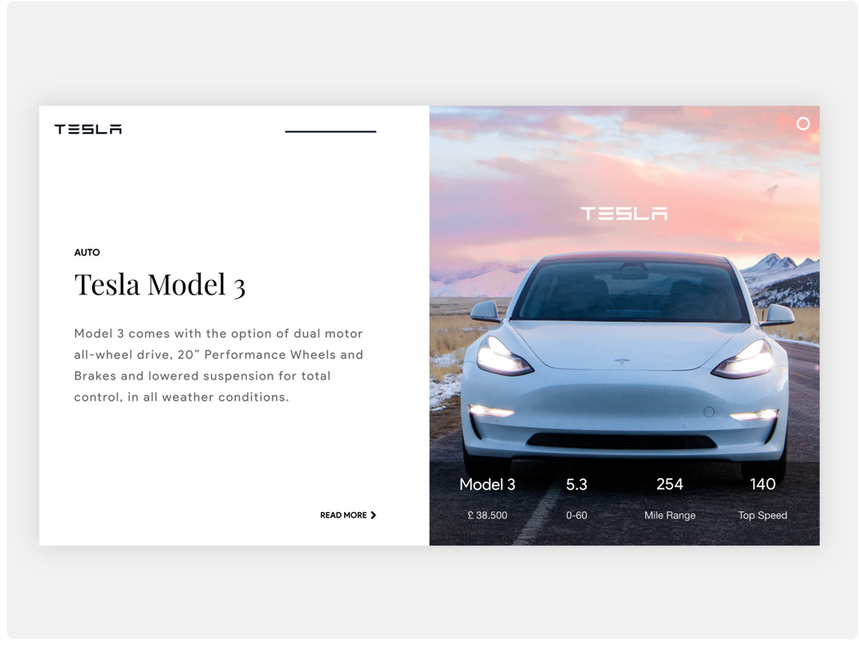 TESLA
AUTO
Tesla Model 3
Model 3 comes with the option of dual motor
all-wheel drive, 20” Performance Wheels and
Brakes and lowered suspension for total
control, in all weather conditions.
READ MORE
TESLA
Model 3 5.3 254 140
£ 38.500 0-60 Mile Range Top Speed